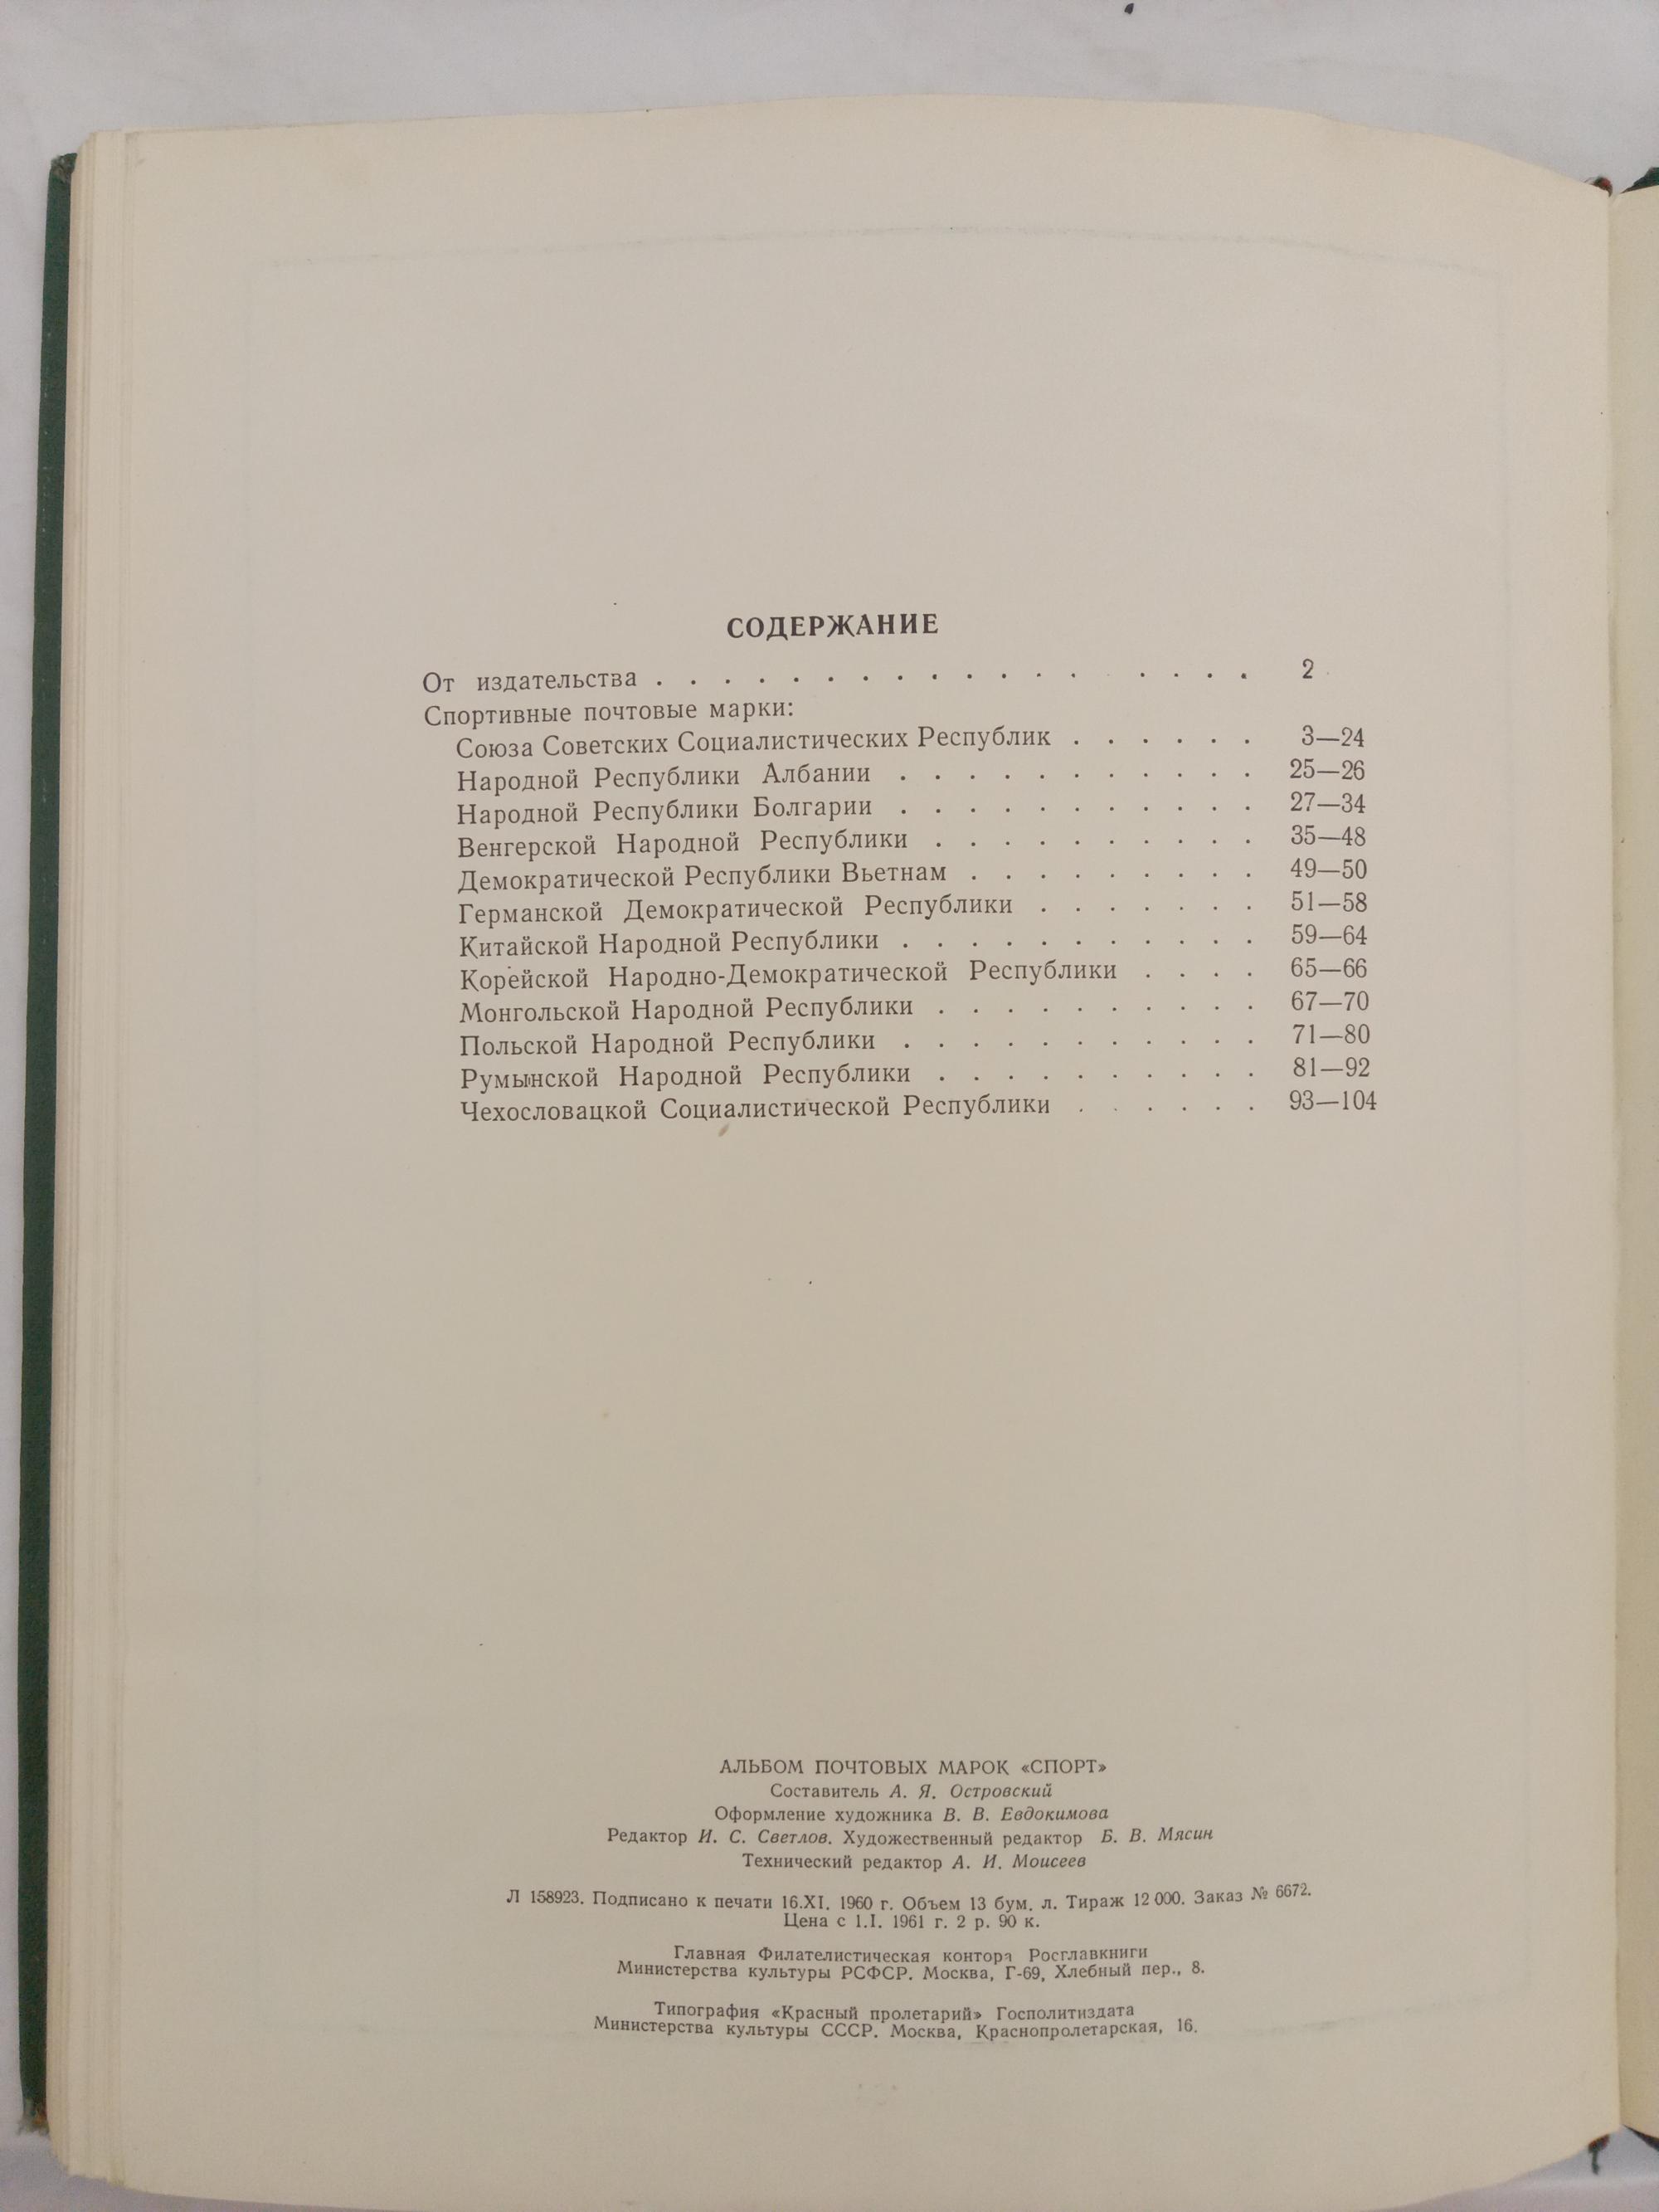 СОДЕРЖАНИЕ
От издательства . . . . . . . . . . . . . . . . . 2
Спортивные почтовые марки:
Союза Советских Социалистических Республик . . . . . . 3—24
Народной Республики Албании . . . . . . . . . . . 25—26
Народной Республики Болгарии . . . . . . . . . . . 27—34
Венгерской Народной Республики . . . . . . . . . . 35—48
Демократической Республики Вьетнам . . . . . . . . . 49—50
Германской Демократической Республики . . . . . . . 51—58
Китайской Народной Республики . . . . . . . . . . . 59—64
Корейской Народно-Демократической Республики . . . . 65—66
Монгольской Народной Республики . . . . . . . . . . 67—70
Польской Народной Республики . . . . . . . . . . . 71—80
Румынской Народной Республики . . . . . . . . . . 81—92
Чехословацкой Социалистической Республики . . . . . . 93—104
АЛЬБОМ ПОЧТОВЫХ МАРОК «СПОРТ»
Составитель А. Я. Островский
Оформление художника В. В. Евдокимова
Редактор И. С. Светлов. Художественный редактор Б. В. Мясин
Технический редактор А. И. Моисеев
Л 158923. Подписано к печати 16.XI. 1960 г. Объем 13 бум. л. Тираж 12 000. Заказ № 6672.
Цена с 1.I. 1961 г. 2 р. 90 к.
Главная Филателистическая контора Росглавкниги
Министерства культуры РСФСР. Москва, Г-69, Хлебный пер., 8.
Типография «Красный пролетарий» Госполитиздата
Министерства культуры СССР. Москва, Краснопролетарская, 16.